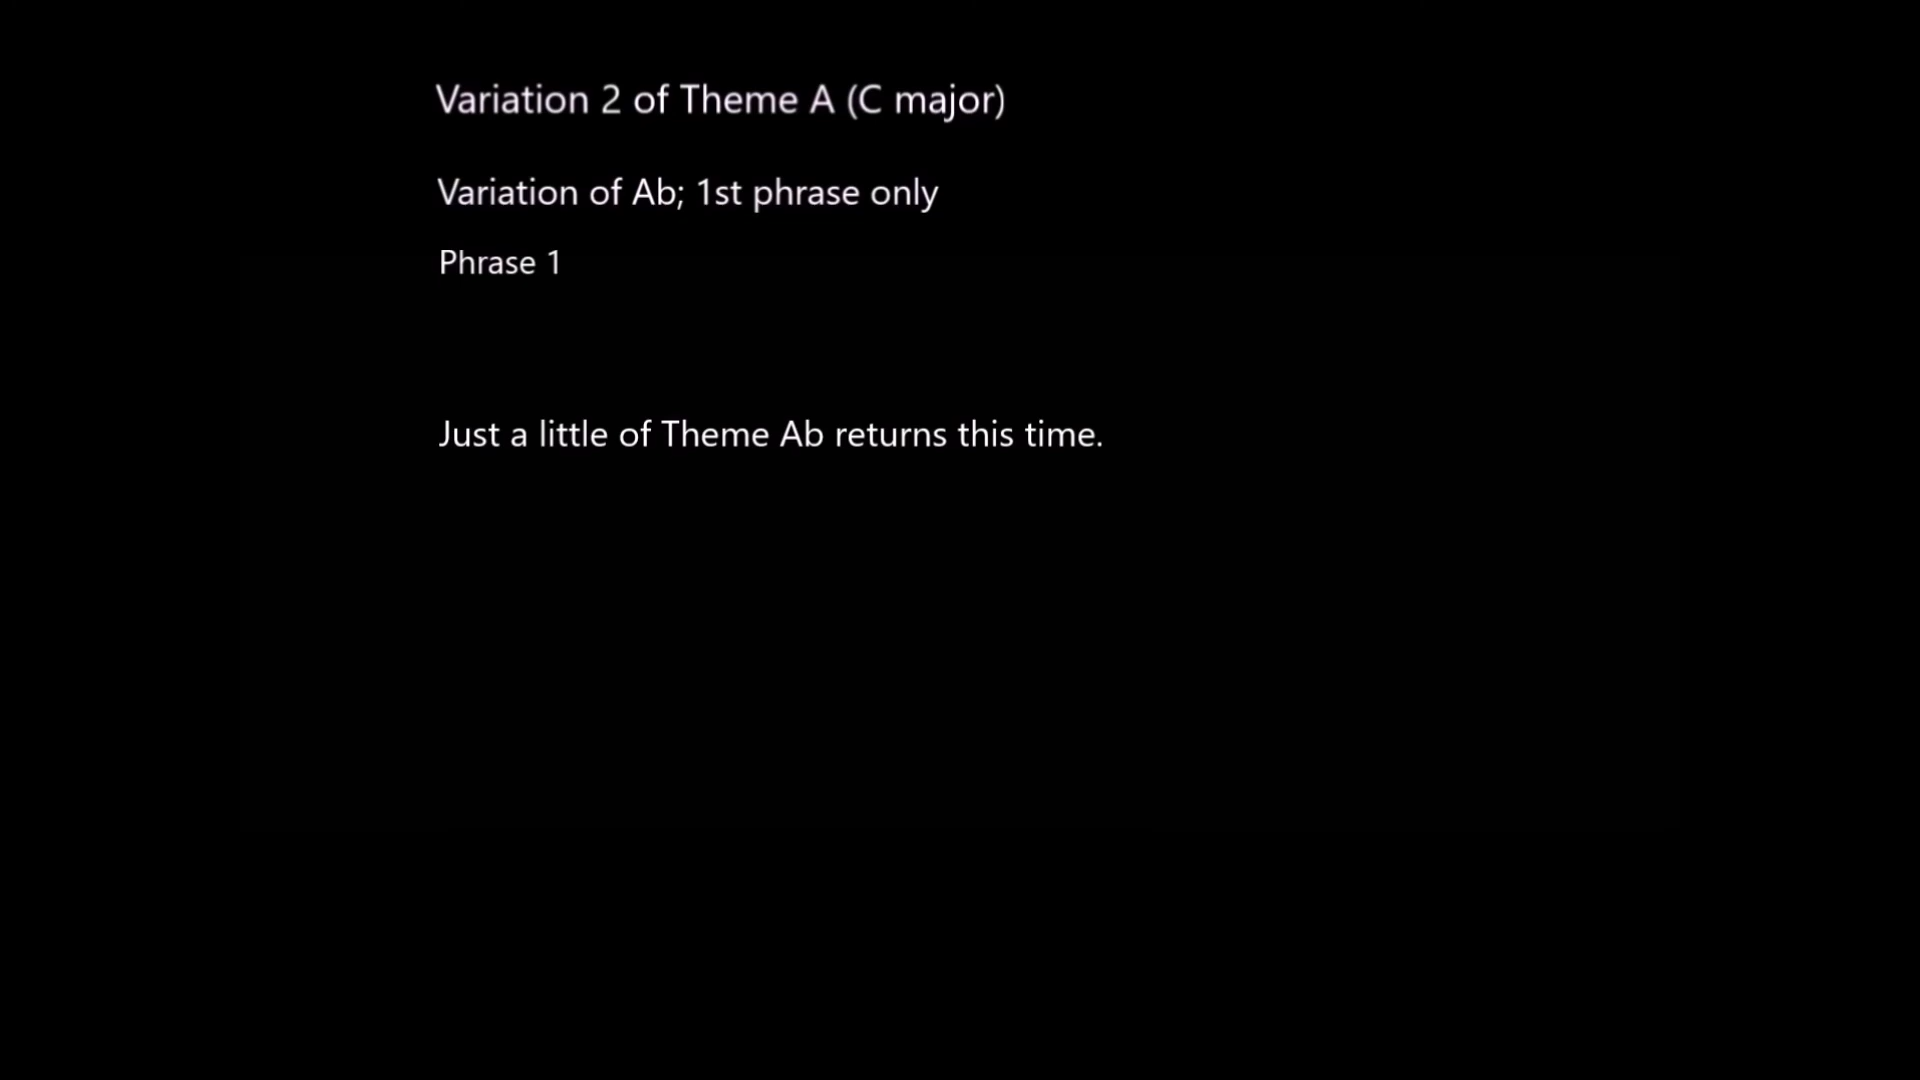 Variation 2 of Theme A (C major)
Variation of Ab; 1st phrase only
Phrase 1
Just a little of Theme Ab returns this time.